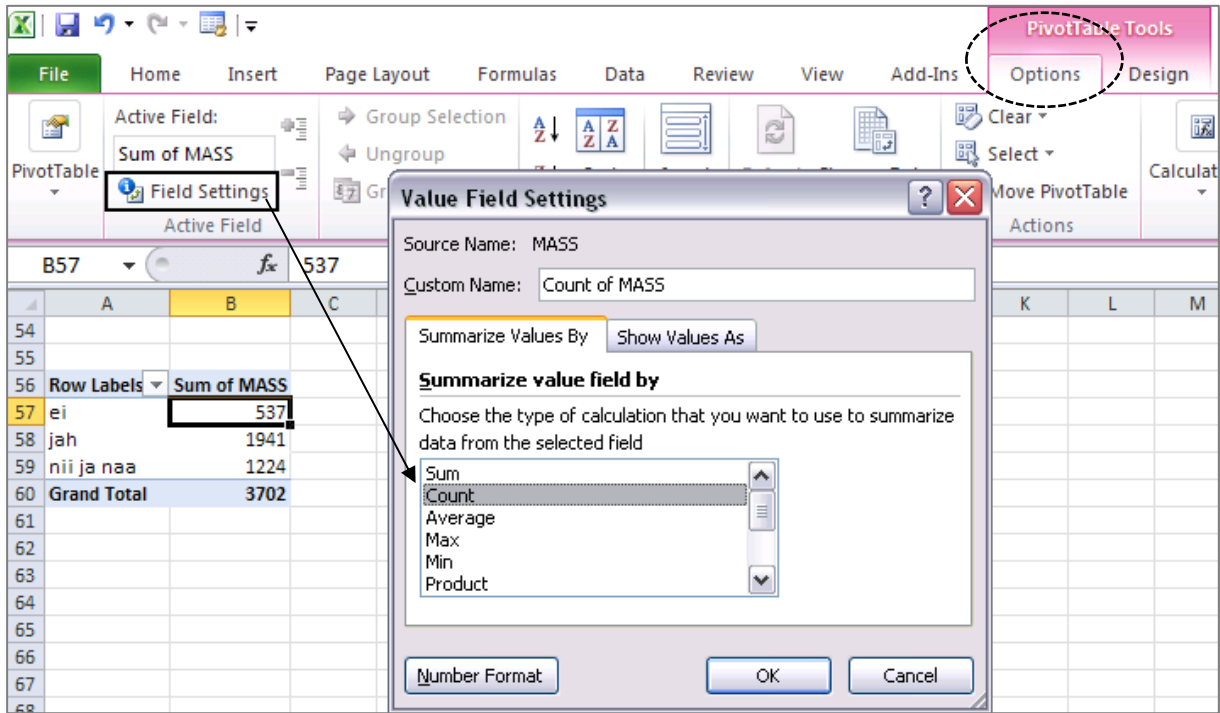 PivotTable Tools
File Home Insert Page Layout Formulas Data Review View Add-Ins Options Design
PivotTable
Active Field:
Sum of MASS
Field Settings
Active Field
Group Selection
Ungroup
Gr
Clear
Select
Move PivotTable
Actions
Calculat
B57 fx 537
A B C K L M
54
55
56 Row Labels Sum of MASS
57 ei 537
58 jah 1941
59 nii ja naa 1224
60 Grand Total 3702
61
62
63
64
65
66
67
68
Value Field Settings
Source Name: MASS
Custom Name: Count of MASS
Summarize Values By Show Values As
Summarize value field by
Choose the type of calculation that you want to use to summarize
data from the selected field
Sum
Count
Average
Max
Min
Product
Number Format OK Cancel